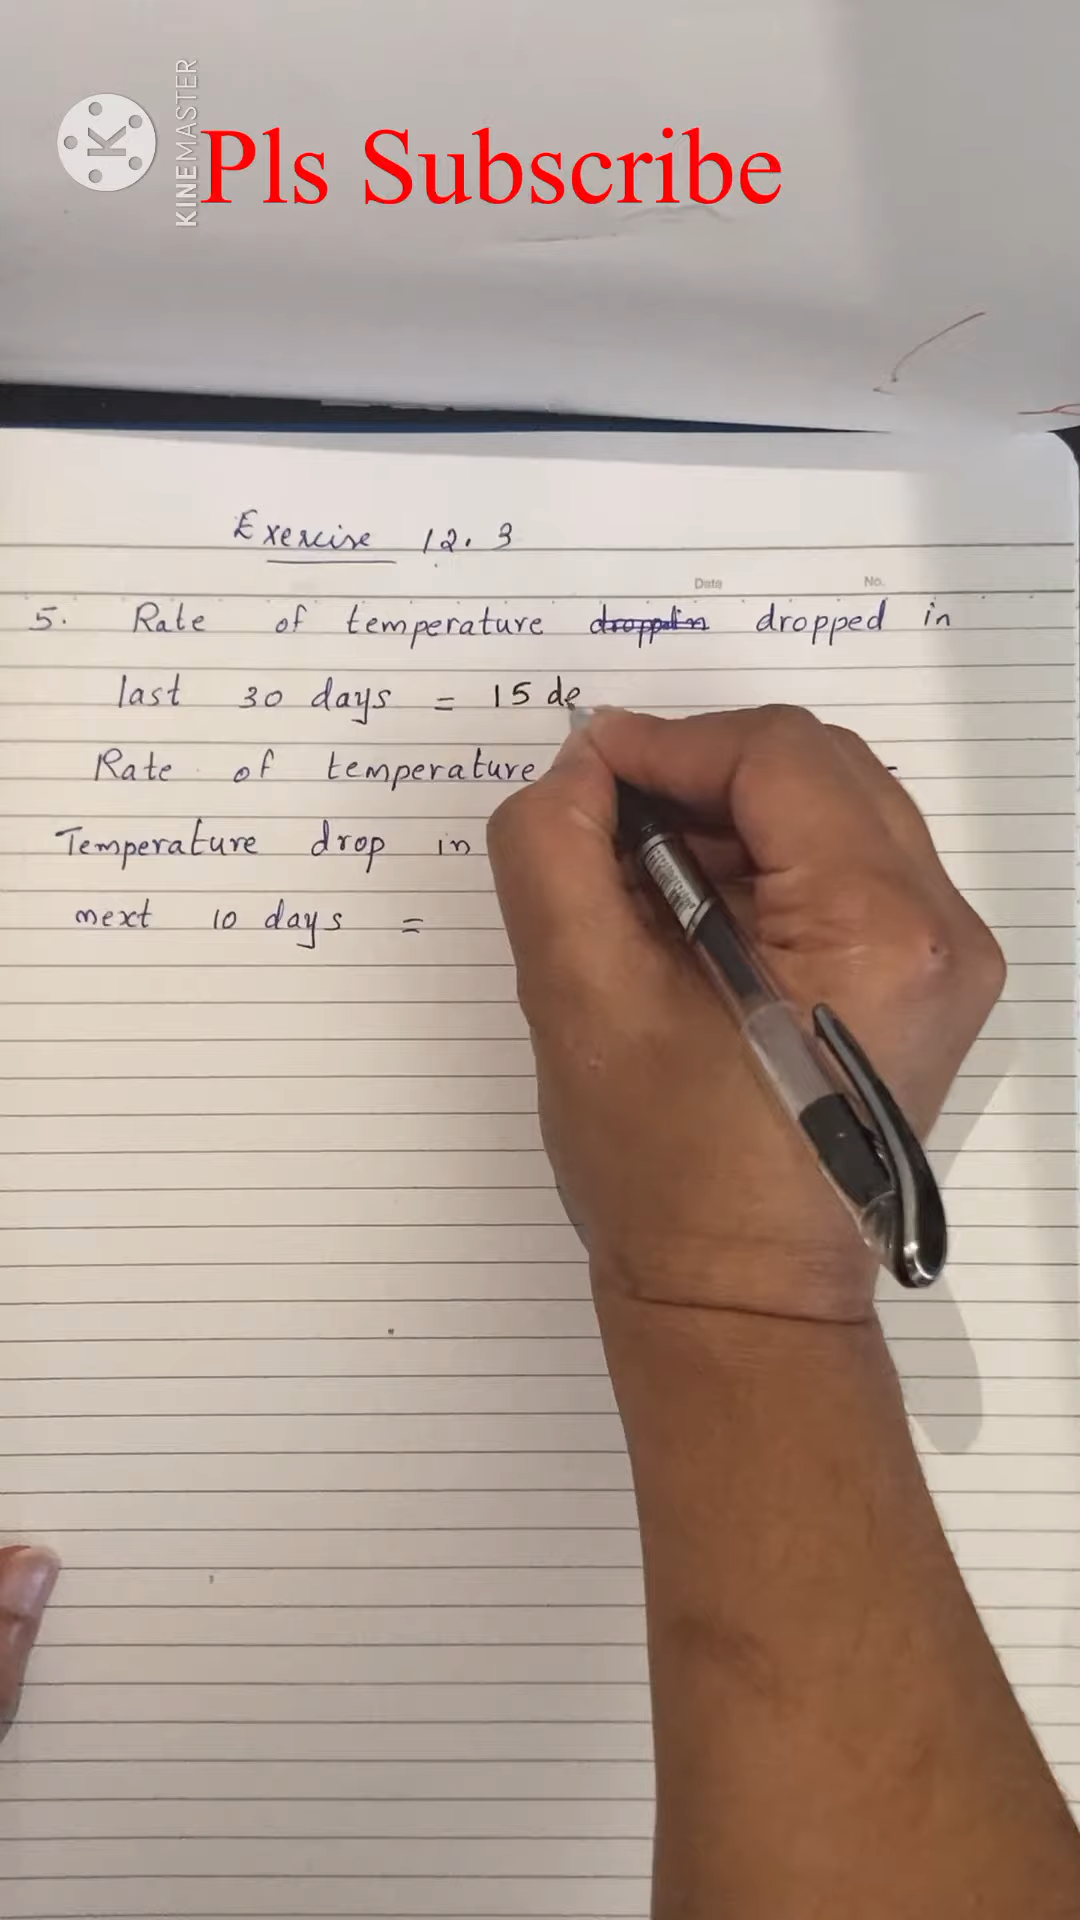 KINEMASTER
Pls Subscribe
Exercise 12.3
Date No.
5. Rate of temperature dropped in
last 30 days = 15 de
Rate of temperature
Temperature drop in
next 10 days =